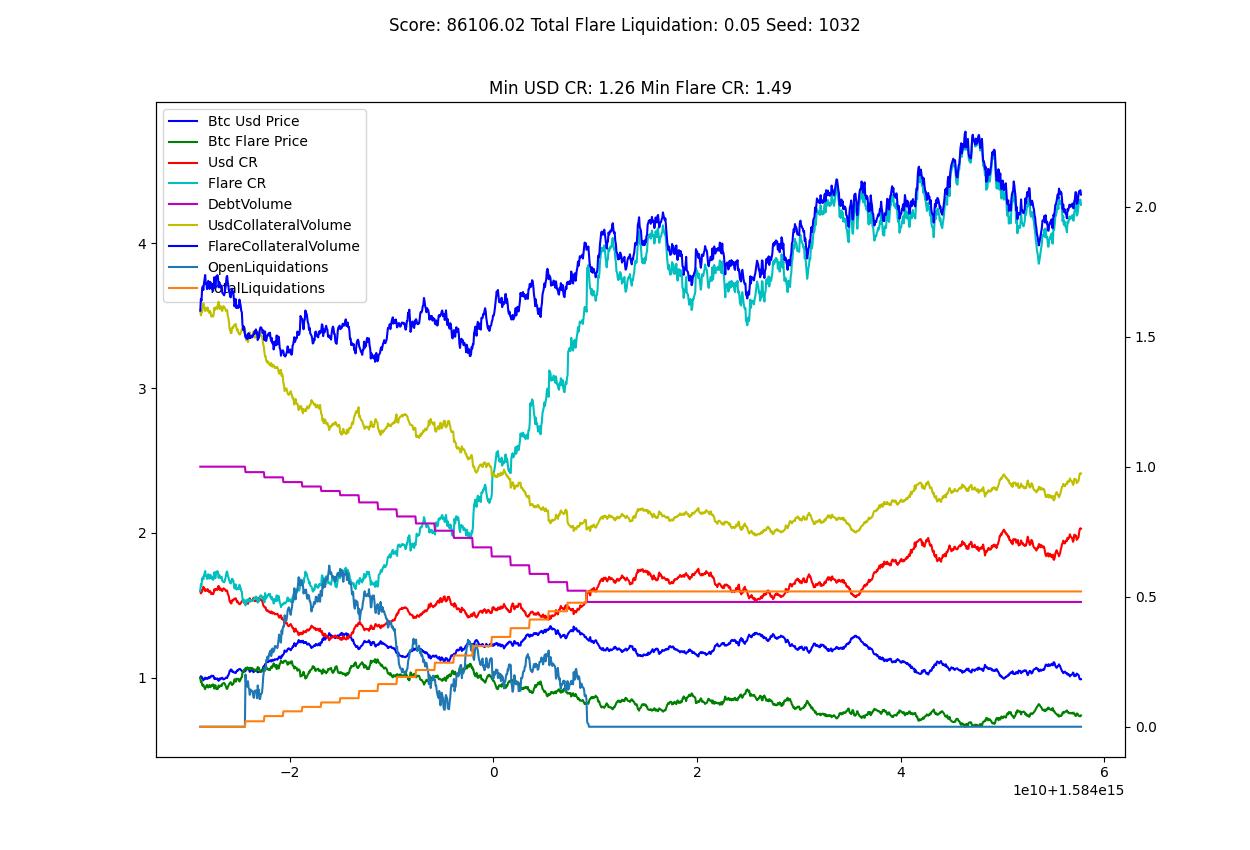 Score: 86106.02 Total Flare Liquidation: 0.05 Seed: 1032
Min USD CR: 1.26 Min Flare CR: 1.49
Btc Usd Price
Btc Flare Price
Usd CR
Flare CR
DebtVolume
UsdCollateralVolume
FlareCollateralVolume
OpenLiquidations
TotalLiquidations
4
3
2
1
2.0
1.5
1.0
0.5
0.0
−2
0
2
4
6
1e10+1.584e15